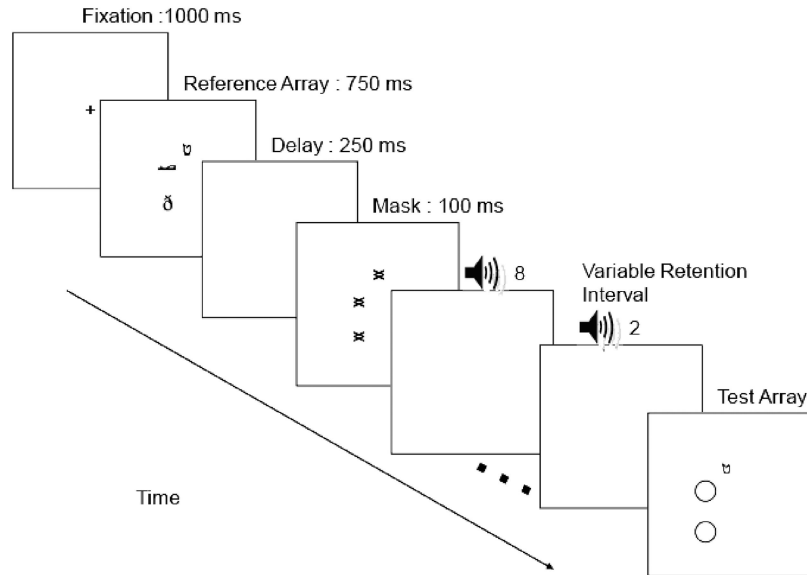 Fixation :1000 ms
+
Reference Array : 750 ms
ð
Delay : 250 ms
Mask : 100 ms
8
Variable Retention
Interval
2
Test Array
Time